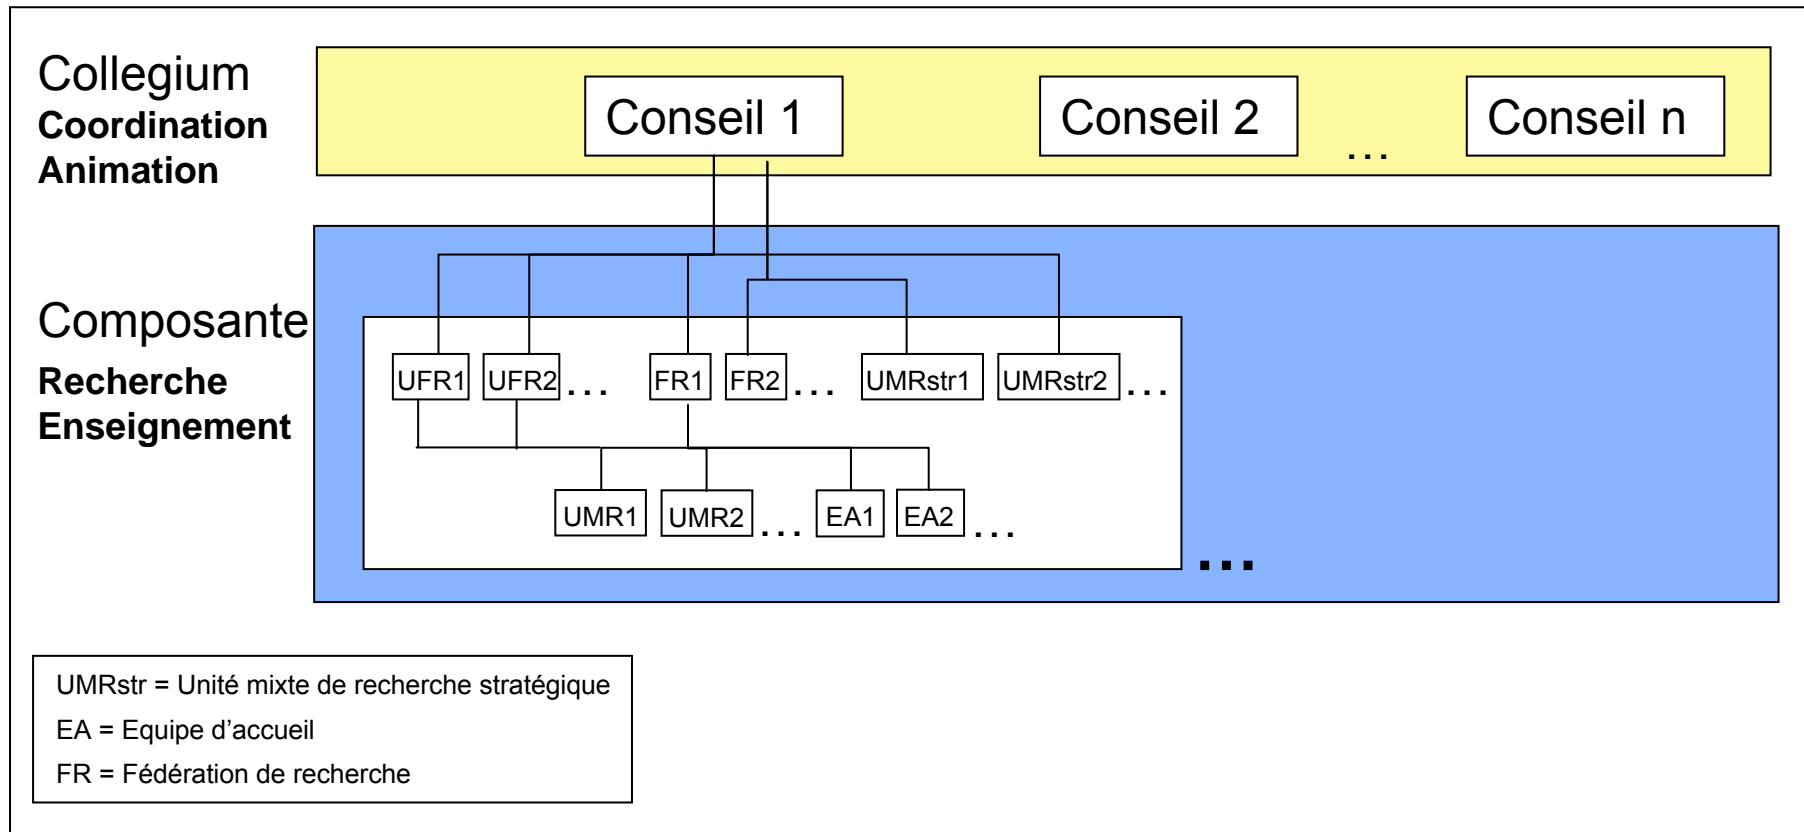 Collegium
Coordination
Animation
Conseil 1
Conseil 2
...
Conseil n
Composante
Recherche
Enseignement
UFR1 UFR2 ... FR1 FR2 ... UMRstr1 UMRstr2 ...
UMR1 UMR2 ... EA1 EA2 ...
...
UMRstr = Unité mixte de recherche stratégique
EA = Equipe d’accueil
FR = Fédération de recherche